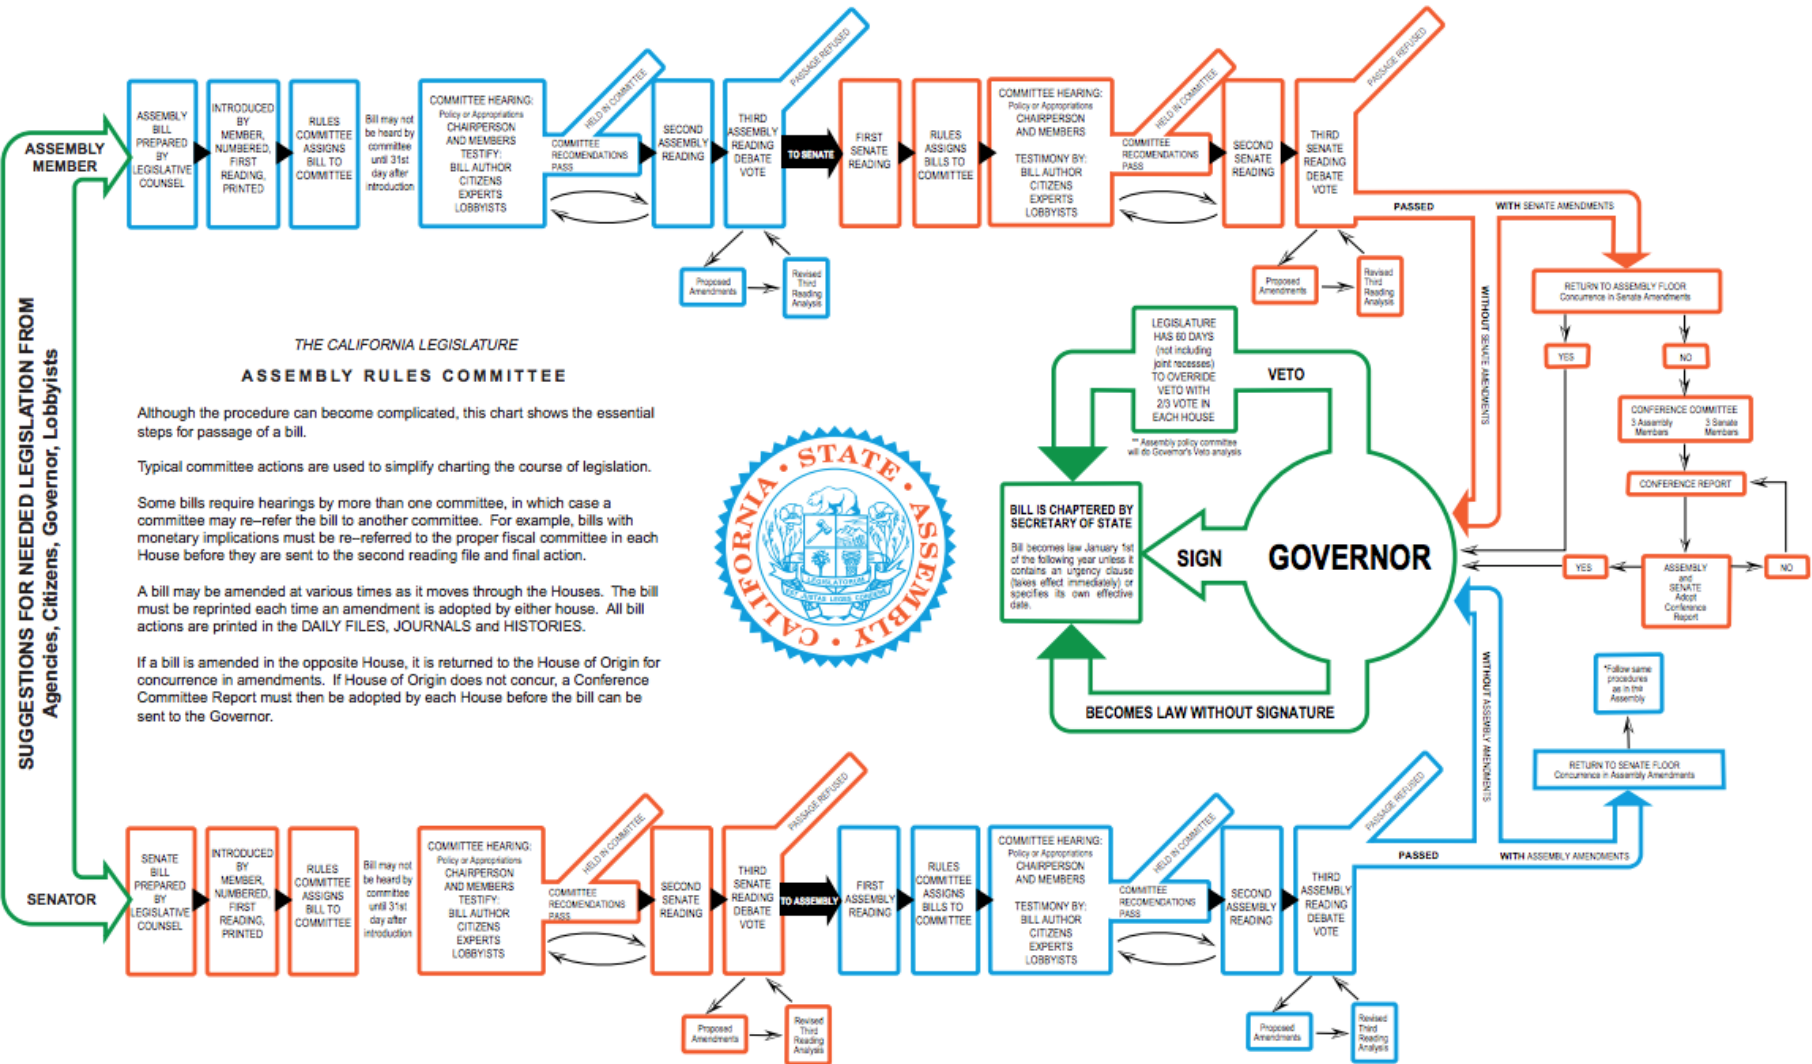 SUGGESTIONS FOR NEEDED LEGISLATION FROM
Agencies, Citizens, Governor, Lobbyists
ASSEMBLY
MEMBER
ASSEMBLY
BILL
PREPARED
BY
LEGISLATIVE
COUNSEL
INTRODUCED
BY
MEMBER,
NUMBERED,
FIRST
READING,
PRINTED
RULES
COMMITTEE
ASSIGNS
BILL TO
COMMITTEE
Bill may not
be heard by
committee
until 31st
day after
introduction
COMMITTEE HEARING:
Policy or Appropriations
CHAIRPERSON
AND MEMBERS
TESTIFY:
BILL AUTHOR
CITIZENS
EXPERTS
LOBBYISTS
HELD IN COMMITTEE
COMMITTEE
RECOMENDATIONS
PASS
SECOND
ASSEMBLY
READING
THIRD
ASSEMBLY
READING
DEBATE
VOTE
PASSAGE REFUSED
Proposed
Amendments
Revised
Third
Reading
Analysis
TO SENATE
FIRST
SENATE
READING
RULES
ASSIGNS
BILLS TO
COMMITTEE
COMMITTEE HEARING:
Policy or Appropriations
CHAIRPERSON
AND MEMBERS
TESTIMONY BY:
BILL AUTHOR
CITIZENS
EXPERTS
LOBBYISTS
HELD IN COMMITTEE
COMMITTEE
RECOMENDATIONS
PASS
SECOND
SENATE
READING
THIRD
SENATE
READING
DEBATE
VOTE
PASSAGE REFUSED
Proposed
Amendments
Revised
Third
Reading
Analysis
PASSED
WITH SENATE AMENDMENTS
WITHOUT SENATE AMENDMENTS
RETURN TO ASSEMBLY FLOOR
Concurrence in Senate Amendments
YES
NO
CONFERENCE COMMITTEE
3 Assembly Members
3 Senate Members
CONFERENCE REPORT
YES
ASSEMBLY
and
SENATE
Adopt
Conference
Report
NO
THE CALIFORNIA LEGISLATURE
ASSEMBLY RULES COMMITTEE
Although the procedure can become complicated, this chart shows the essential
steps for passage of a bill.
Typical committee actions are used to simplify charting the course of legislation.
Some bills require hearings by more than one committee, in which case a
committee may re–refer the bill to another committee. For example, bills with
monetary implications must be re–referred to the proper fiscal committee in each
House before they are sent to the second reading file and final action.
A bill may be amended at various times as it moves through the Houses. The bill
must be reprinted each time an amendment is adopted by either house. All bill
actions are printed in the DAILY FILES, JOURNALS and HISTORIES.
If a bill is amended in the opposite House, it is returned to the House of Origin for
concurrence in amendments. If House of Origin does not concur, a Conference
Committee Report must then be adopted by each House before the bill can be
sent to the Governor.
CALIFORNIA • STATE • ASSEMBLY •
LEGISLATORUM
EST JUSTAS LEGES CONDERE
LEGISLATURE
HAS 60 DAYS
(not including
joint recesses)
TO OVERRIDE
VETO WITH
2/3 VOTE IN
EACH HOUSE
VETO
** Assembly policy committee
will do Governor's Veto analysis
BILL IS CHAPTERED BY
SECRETARY OF STATE
Bill becomes law January 1st
of the following year unless it
contains an urgency clause
(takes effect immediately) or
specifies its own effective
date.
SIGN
GOVERNOR
BECOMES LAW WITHOUT SIGNATURE
*Follow same
procedures
as in the
Assembly
RETURN TO SENATE FLOOR
Concurrence in Assembly Amendments
WITHOUT ASSEMBLY AMENDMENTS
WITH ASSEMBLY AMENDMENTS
PASSED
SENATOR
SENATE
BILL
PREPARED
BY
LEGISLATIVE
COUNSEL
INTRODUCED
BY
MEMBER,
NUMBERED,
FIRST
READING,
PRINTED
RULES
COMMITTEE
ASSIGNS
BILL TO
COMMITTEE
Bill may not
be heard by
committee
until 31st
day after
introduction
COMMITTEE HEARING:
Policy or Appropriations
CHAIRPERSON
AND MEMBERS
TESTIFY:
BILL AUTHOR
CITIZENS
EXPERTS
LOBBYISTS
HELD IN COMMITTEE
COMMITTEE
RECOMENDATIONS
PASS
SECOND
SENATE
READING
THIRD
SENATE
READING
DEBATE
VOTE
PASSAGE REFUSED
Proposed
Amendments
Revised
Third
Reading
Analysis
TO ASSEMBLY
FIRST
ASSEMBLY
READING
RULES
COMMITTEE
ASSIGNS
BILLS TO
COMMITTEE
COMMITTEE HEARING:
Policy or Appropriations
CHAIRPERSON
AND MEMBERS
TESTIMONY BY:
BILL AUTHOR
CITIZENS
EXPERTS
LOBBYISTS
HELD IN COMMITTEE
COMMITTEE
RECOMENDATIONS
PASS
SECOND
ASSEMBLY
READING
THIRD
ASSEMBLY
READING
DEBATE
VOTE
PASSAGE REFUSED
Proposed
Amendments
Revised
Third
Reading
Analysis